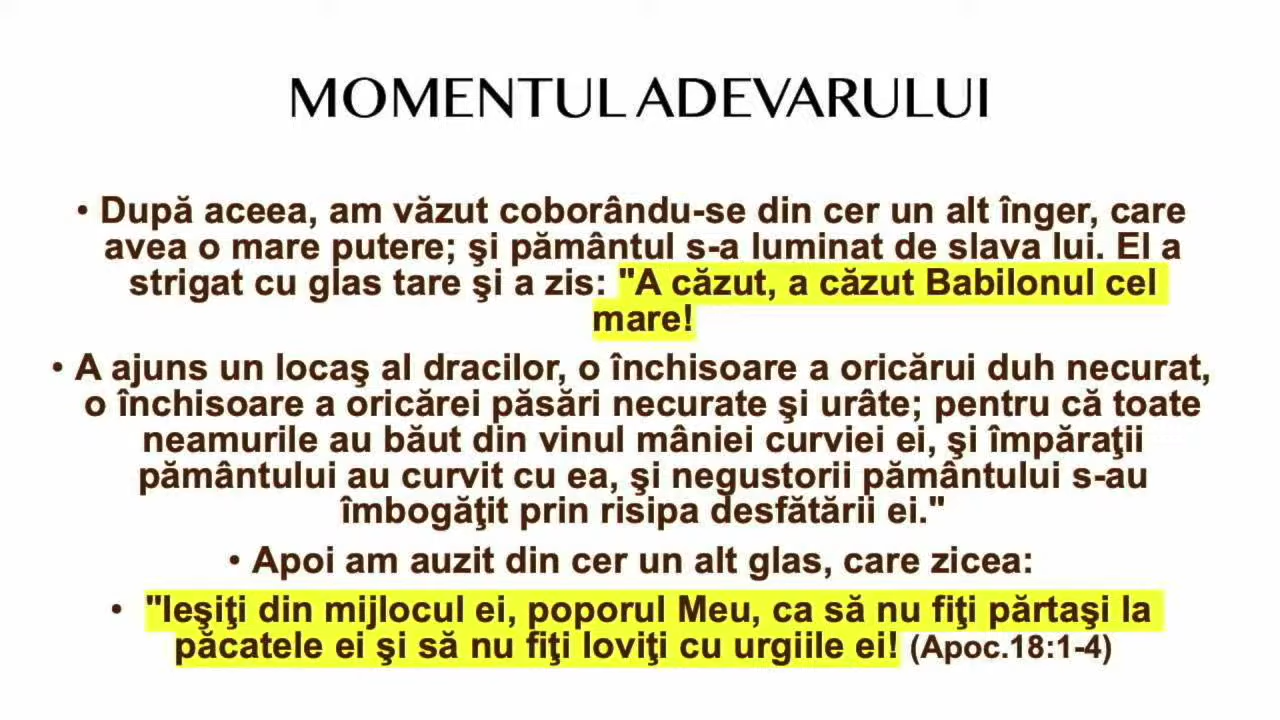 MOMENTUL ADEVARULUI
• După aceea, am văzut coborându-se din cer un alt înger, care
avea o mare putere; şi pământul s-a luminat de slava lui. El a
strigat cu glas tare şi a zis: "A căzut, a căzut Babilonul cel
mare!
• A ajuns un locaş al dracilor, o închisoare a oricărui duh necurat,
o închisoare a oricărei păsări necurate şi urâte; pentru că toate
neamurile au băut din vinul mâniei curviei ei, şi împăraţii
pământului au curvit cu ea, şi negustorii pământului s-au
îmbogăţit prin risipa desfătării ei."
• Apoi am auzit din cer un alt glas, care zicea:
• "Ieşiţi din mijlocul ei, poporul Meu, ca să nu fiţi părtaşi la
păcatele ei şi să nu fiţi loviţi cu urgiile ei! (Apoc.18:1-4)